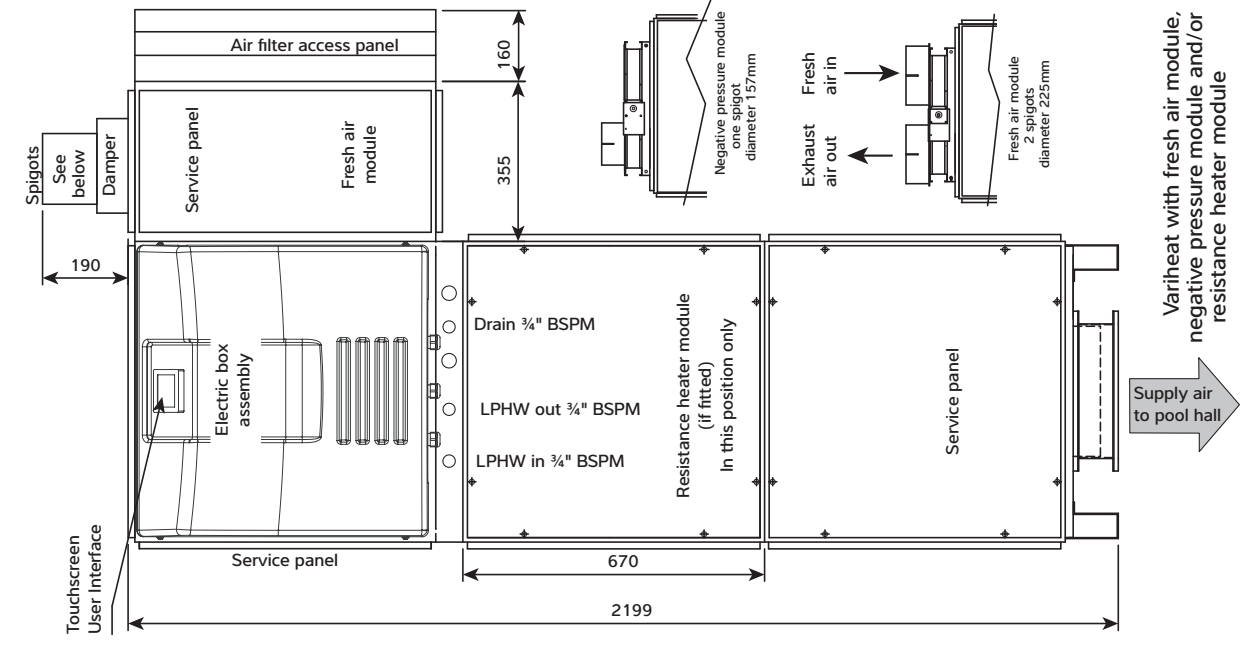 Air filter access panel
160
Spigots
See
below
Damper
Service panel
Fresh air
module
355
190
Negative pressure module
one spigot
diameter 157mm
Fresh
air in
Exhaust
air out
Fresh air module
2 spigots
diameter 225mm
Variheat with fresh air module,
negative pressure module and/or
resistance heater module
Electric box
assembly
Drain ¾" BSPM
LPHW out ¾" BSPM
LPHW in ¾" BSPM
Resistance heater module
(if fitted)
In this position only
Service panel
Supply air
to pool hall
Touchscreen
User Interface
Service panel
670
2199